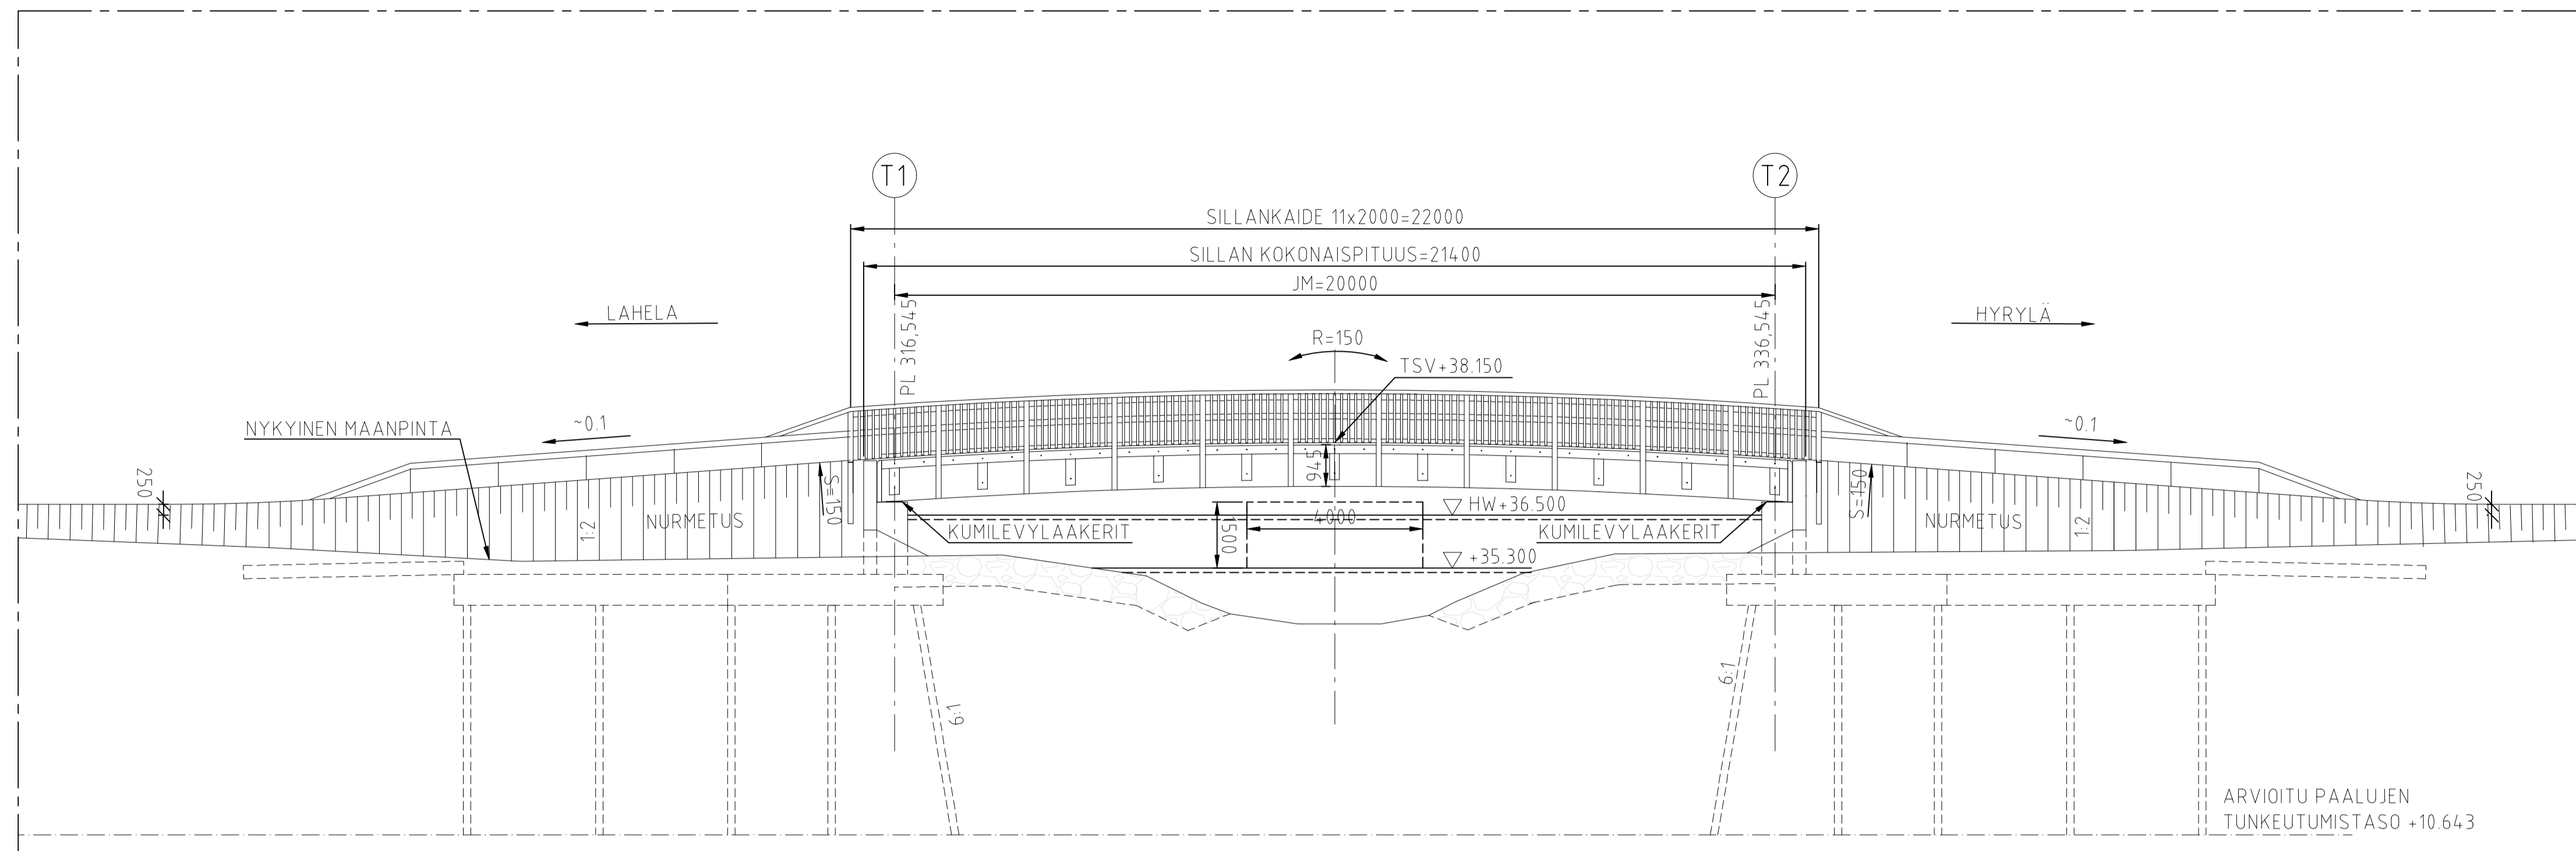 T1
T2
SILLANKAIDE 11x2000=22000
SILLAN KOKONAISPITUUS=21400
JM=20000
LAHELA
PL 316,545
PL 336,545
HYRYLÄ
R=150
TSV+38.150
NYKYINEN MAANPINTA
~0.1
~0.1
250
S=150
945
S=150
250
1:2
NURMETUS
1500
4000
HW+36.500
NURMETUS
1:2
KUMILEVYLAAKERIT
KUMILEVYLAAKERIT
+35.300
6:1
6:1
ARVIOITU PAALUJEN
TUNKEUTUMISTASO +10.643